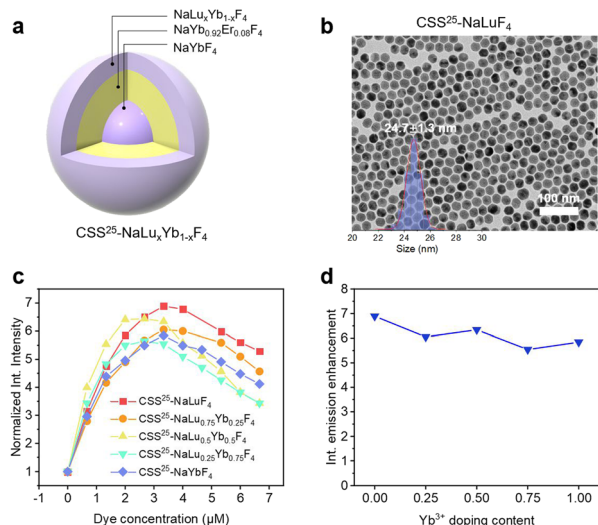 a
NaLuₓYb₁₋ₓF₄
NaYb₀.₉₂Er₀.₀₈F₄
NaYbF₄
CSS²⁵-NaLuₓYb₁₋ₓF₄
b
CSS²⁵-NaLuF₄
24.7±1.3 nm
100 nm
20 22 24 26 28 30
Size (nm)
c
Normalized Int. Intensity
7
6
5
4
3
2
1
CSS²⁵-NaLuF₄
CSS²⁵-NaLu₀.₇₅Yb₀.₂₅F₄
CSS²⁵-NaLu₀.₅Yb₀.₅F₄
CSS²⁵-NaLu₀.₂₅Yb₀.₇₅F₄
CSS²⁵-NaYbF₄
-1 0 1 2 3 4 5 6 7
Dye concentration (μM)
d
Int. emission enhancement
8
7
6
5
4
3
2
1
0
0.00 0.25 0.50 0.75 1.00
Yb³⁺ doping content